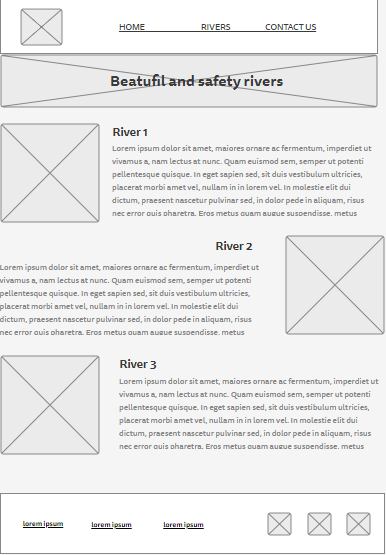 HOME RIVERS CONTACT US
Beatufil and safety rivers
River 1
Lorem ipsum dolor sit amet, maiores ornare ac fermentum, imperdiet ut
vivamus a, nam lectus at nunc. Quam euismod sem, semper ut potenti
pellentesque quisque. In eget sapien sed, sit duis vestibulum ultricies,
placerat morbi amet vel, nullam in in lorem vel. In molestie elit dui
dictum, praesent nascetur pulvinar sed, in dolor pede in aliquam, risus
nec error quis pharetra. Eros metus quam augue suspendisse, metus
River 2
Lorem ipsum dolor sit amet, maiores ornare ac fermentum, imperdiet ut
vivamus a, nam lectus at nunc. Quam euismod sem, semper ut potenti
pellentesque quisque. In eget sapien sed, sit duis vestibulum ultricies,
placerat morbi amet vel, nullam in in lorem vel. In molestie elit dui
dictum, praesent nascetur pulvinar sed, in dolor pede in aliquam, risus
nec error quis pharetra. Eros metus quam augue suspendisse, metus
River 3
Lorem ipsum dolor sit amet, maiores ornare ac fermentum, imperdiet ut
vivamus a, nam lectus at nunc. Quam euismod sem, semper ut potenti
pellentesque quisque. In eget sapien sed, sit duis vestibulum ultricies,
placerat morbi amet vel, nullam in in lorem vel. In molestie elit dui
dictum, praesent nascetur pulvinar sed, in dolor pede in aliquam, risus
nec error quis pharetra. Eros metus quam augue suspendisse, metus
lorem ipsum lorem ipsum lorem ipsum